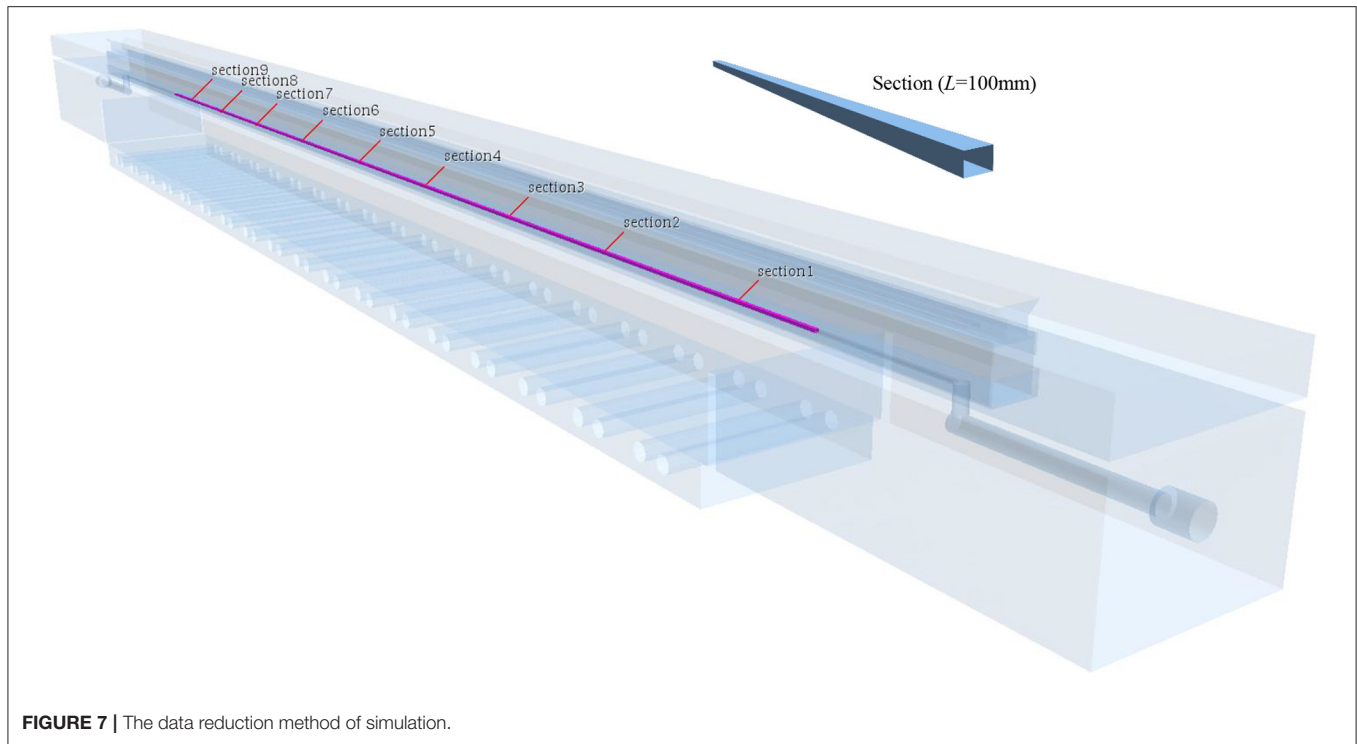 section9
section8
section7
section6
section5
section4
section3
section2
section1
Section (L=100mm)
FIGURE 7 | The data reduction method of simulation.